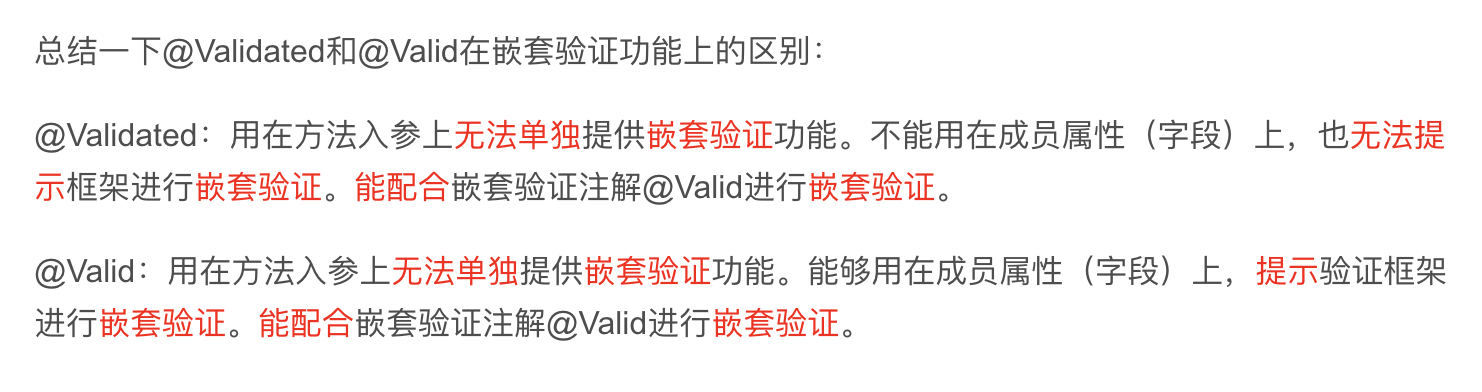 总结一下@Validated和@Valid在嵌套验证功能上的区别：
@Validated：用在方法入参上无法单独提供嵌套验证功能。不能用在成员属性（字段）上，也无法提
示框架进行嵌套验证。能配合嵌套验证注解@Valid进行嵌套验证。
@Valid：用在方法入参上无法单独提供嵌套验证功能。能够用在成员属性（字段）上，提示验证框架
进行嵌套验证。能配合嵌套验证注解@Valid进行嵌套验证。